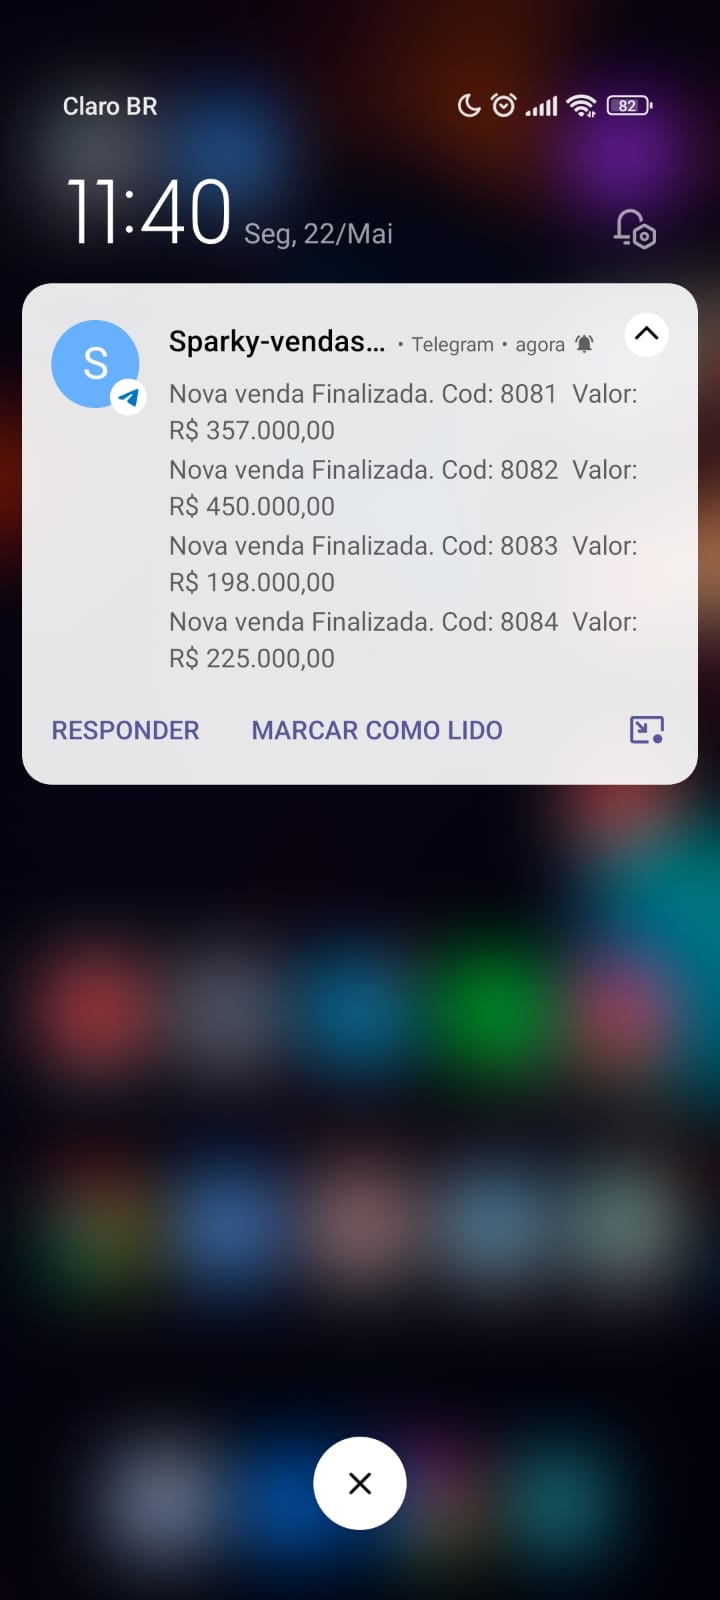 Claro BR
82
11:40 Seg, 22/Mai
S
Sparky-vendas... • Telegram • agora
Nova venda Finalizada. Cod: 8081  Valor:
R$ 357.000,00
Nova venda Finalizada. Cod: 8082  Valor:
R$ 450.000,00
Nova venda Finalizada. Cod: 8083  Valor:
R$ 198.000,00
Nova venda Finalizada. Cod: 8084  Valor:
R$ 225.000,00
RESPONDER MARCAR COMO LIDO